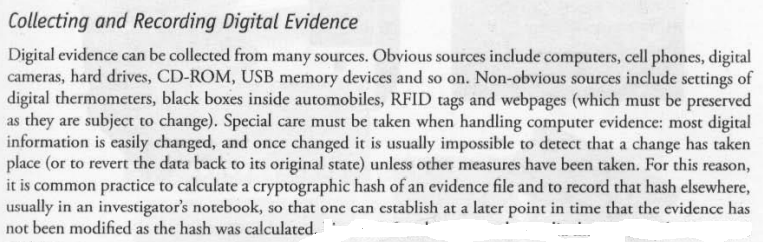 Collecting and Recording Digital Evidence
Digital evidence can be collected from many sources. Obvious sources include computers, cell phones, digital
cameras, hard drives, CD-ROM, USB memory devices and so on. Non-obvious sources include settings of
digital thermometers, black boxes inside automobiles, RFID tags and webpages (which must be preserved
as they are subject to change). Special care must be taken when handling computer evidence: most digital
information is easily changed, and once changed it is usually impossible to detect that a change has taken
place (or to revert the data back to its original state) unless other measures have been taken. For this reason,
it is common practice to calculate a cryptographic hash of an evidence file and to record that hash elsewhere,
usually in an investigator's notebook, so that one can establish at a later point in time that the evidence has
not been modified as the hash was calculated.